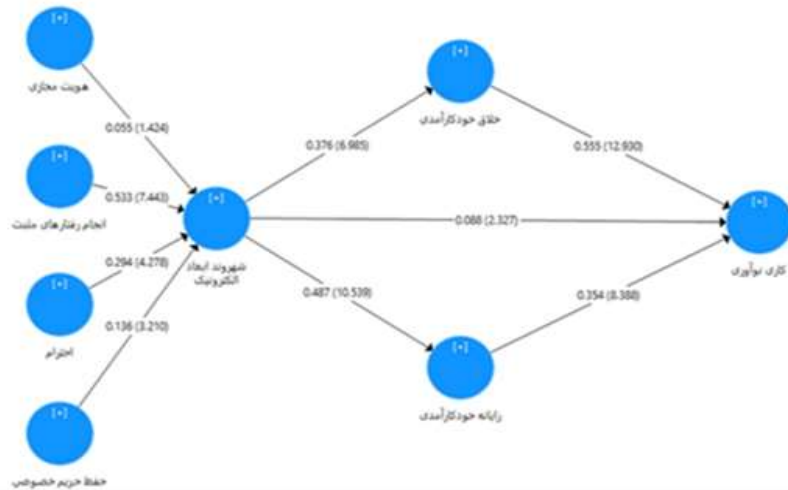 [+]
هویت مجازی
[+]
انجام رفتارهای مثبت
[+]
احترام
[+]
حفظ حریم خصوصی
0.055 (1.424)
0.533 (7.443)
0.294 (4.278)
0.136 (3.210)
[+]
شهروند ابعاد
الکترونیک
0.376 (6.985)
0.088 (2.327)
0.487 (10.539)
[+]
خلاق خودکارآمدی
[+]
رایانه خودکارآمدی
0.555 (12.930)
0.354 (8.388)
[+]
کاری نوآوری